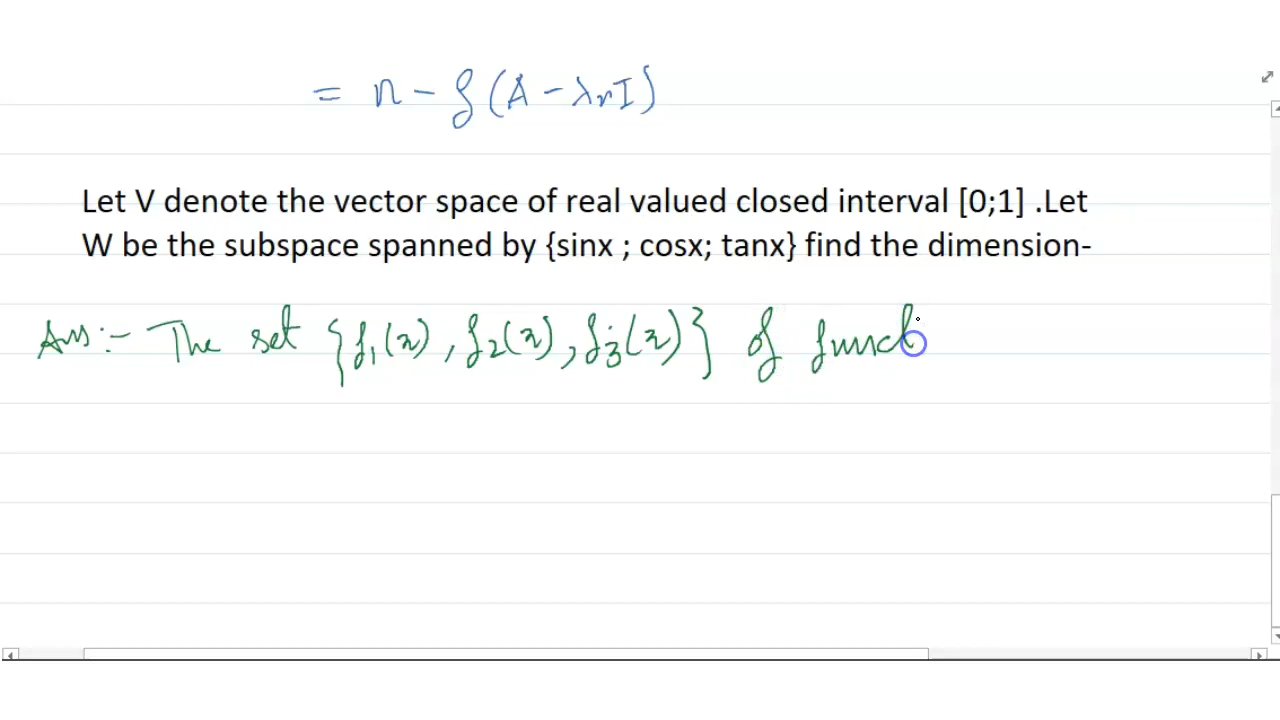 = n - ρ(A - λrI)
Let V denote the vector space of real valued closed interval [0;1] .Let
W be the subspace spanned by {sinx ; cosx; tanx} find the dimension-
Ans :- The set {f1(x), f2(x), f3(x)} of funct